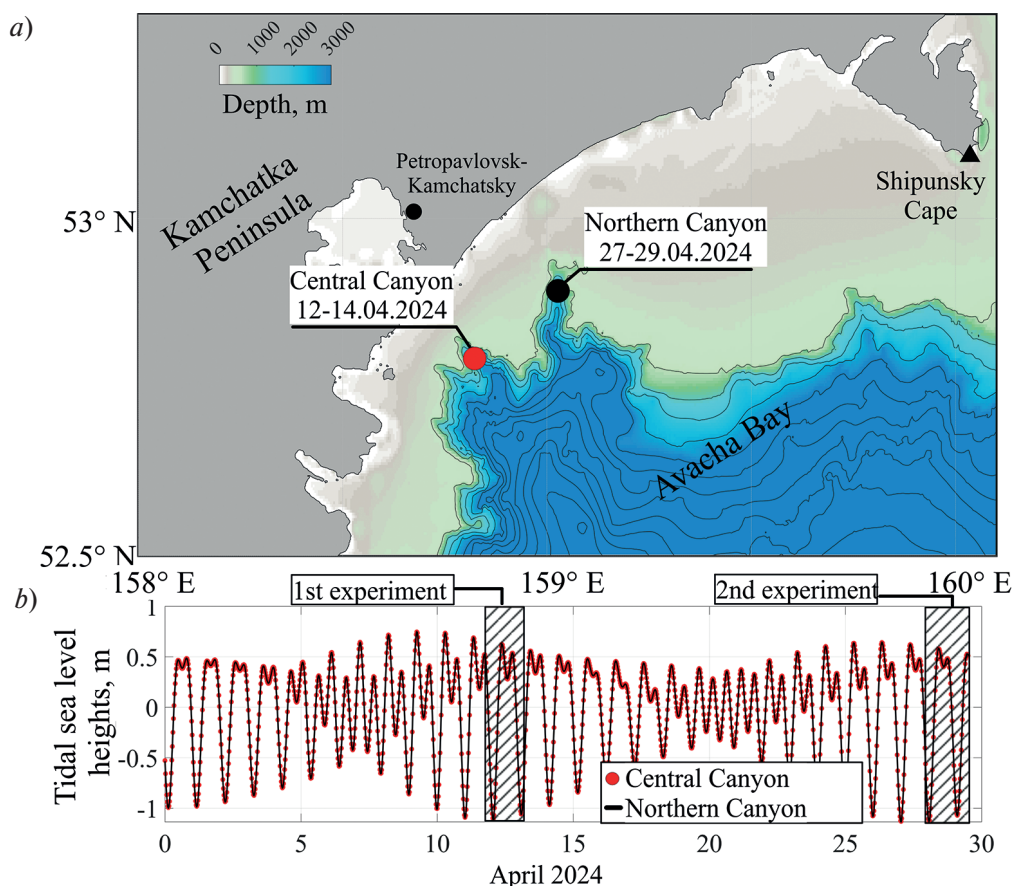 a)
0 1000 2000 3000
Depth, m
Kamchatka
Peninsula
Petropavlovsk-
Kamchatsky
Shipunsky
Cape
53° N
Northern Canyon
27-29.04.2024
Central Canyon
12-14.04.2024
Avacha Bay
52.5° N
158° E 159° E 160° E
b)
1st experiment
2nd experiment
Tidal sea level
heights, m
1
0.5
0
-0.5
-1
Central Canyon
Northern Canyon
0 5 10 15 20 25 30
April 2024